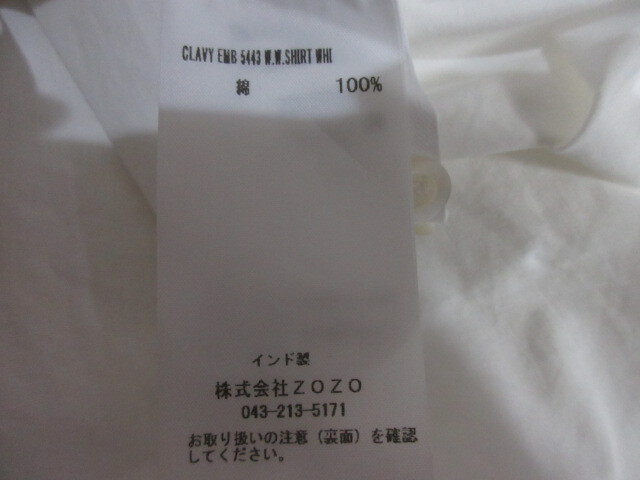 CLAVY EMB 5443 W.W.SHIRT WHI
綿 100%
インド製
株式会社ZOZO
043-213-5171
お取り扱いの注意(裏面)を確認
してください。